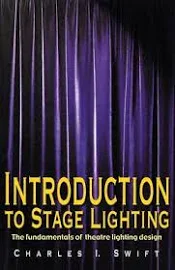 INTRODUCTION
TO STAGE LIGHTING
The fundamentals of theatre lighting design
CHARLES I. SWIFT